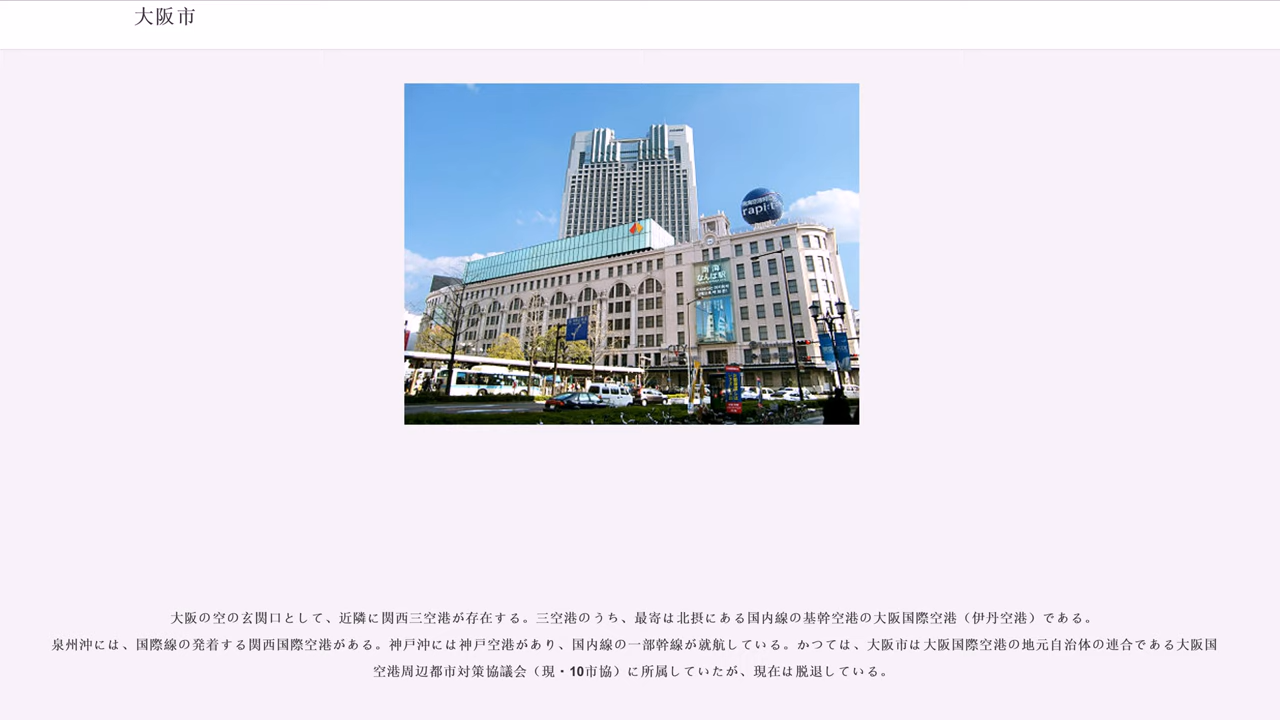 大阪市
rapi:t
南海
なんば駅
大阪の空の玄関口として、近隣に関西三空港が存在する。三空港のうち、最寄は北摂にある国内線の基幹空港の大阪国際空港（伊丹空港）である。
泉州沖には、国際線の発着する関西国際空港がある。神戸沖には神戸空港があり、国内線の一部幹線が就航している。かつては、大阪市は大阪国際空港の地元自治体の連合である大阪国
空港周辺都市対策協議会（現・10市協）に所属していたが、現在は脱退している。